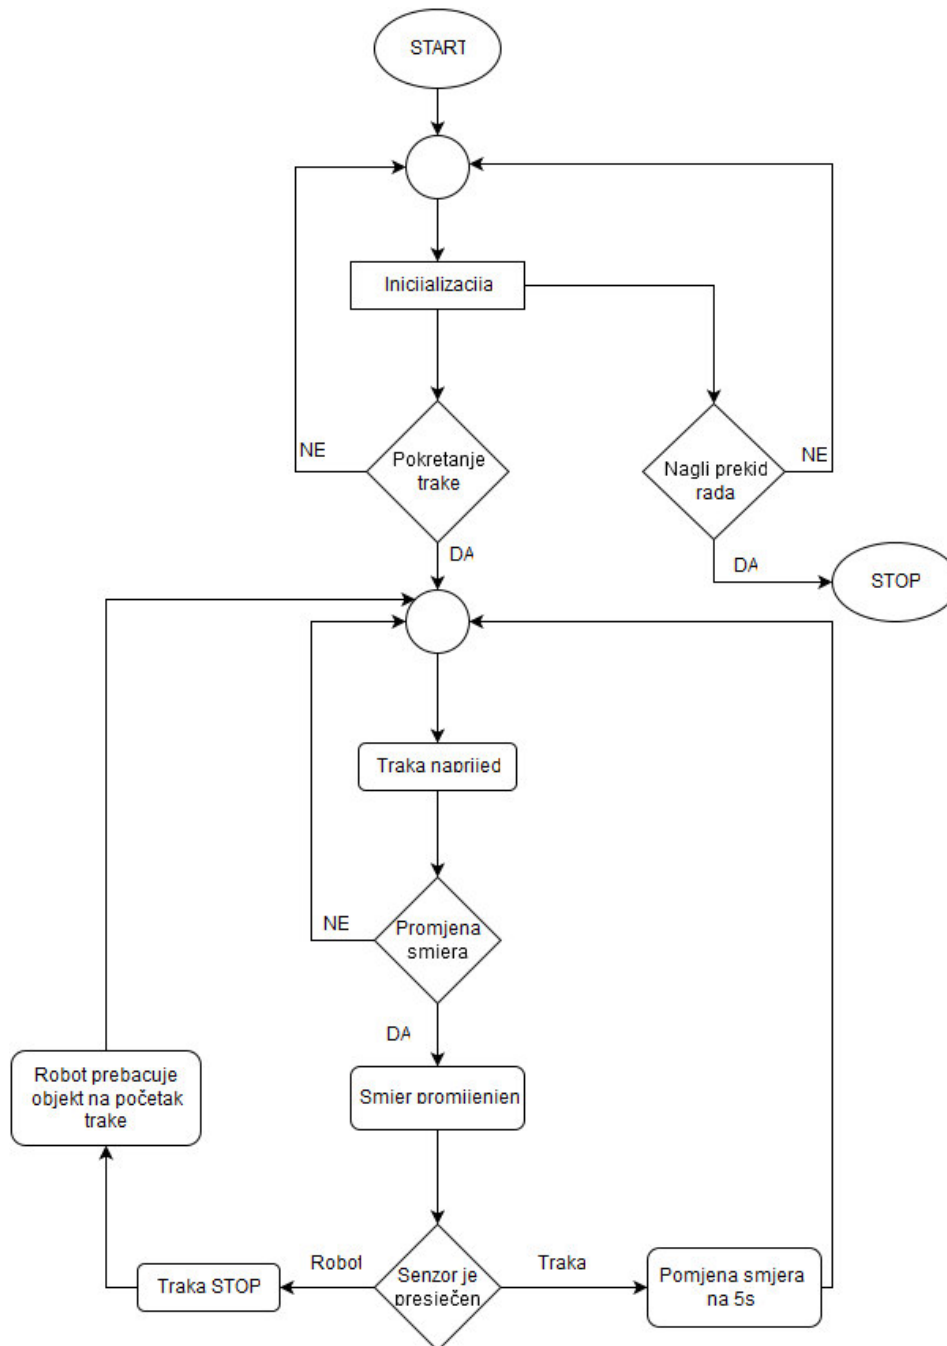 START
Inicijalizacija
NE
Pokretanje
trake
Nagli prekid
rada
NE
DA
DA
STOP
Traka naprijed
NE
Promjena
smjera
DA
Robot prebacuje
objekt na početak
trake
Smjer promijenjen
Robot
Traka
Traka STOP
Senzor je
presječen
Pomjena smjera
na 5s